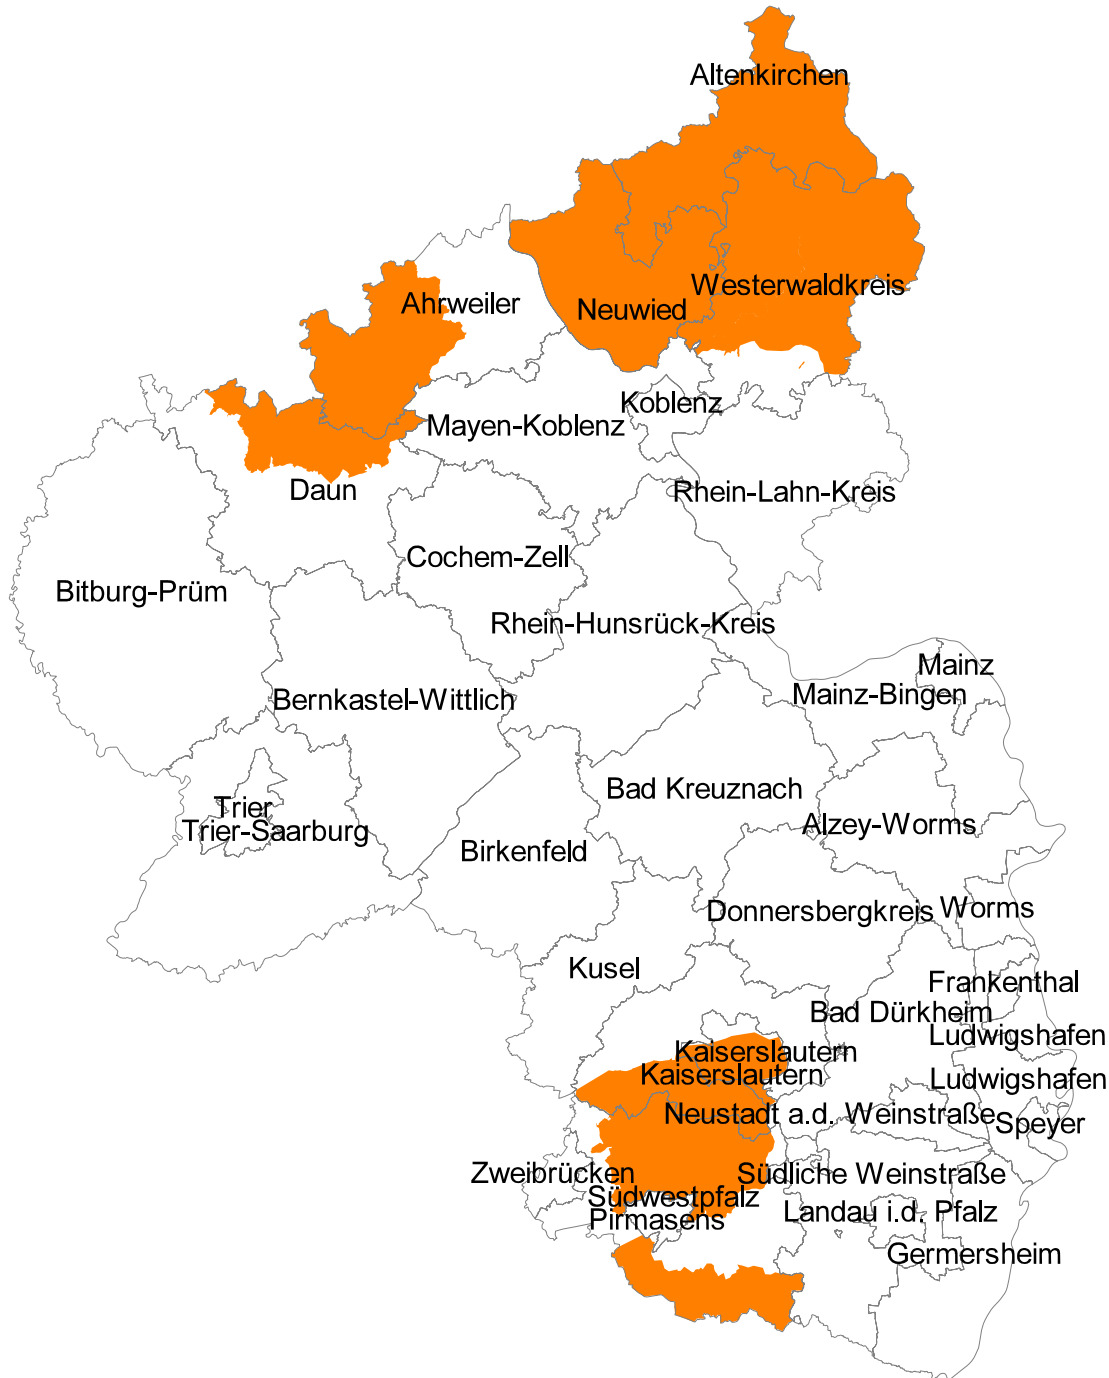 Altenkirchen
Westerwaldkreis
Ahrweiler
Neuwied
Koblenz
Mayen-Koblenz
Daun
Rhein-Lahn-Kreis
Cochem-Zell
Bitburg-Prüm
Rhein-Hunsrück-Kreis
Mainz
Mainz-Bingen
Bernkastel-Wittlich
Bad Kreuznach
Trier
Trier-Saarburg
Alzey-Worms
Birkenfeld
Donnersbergkreis
Worms
Kusel
Frankenthal
Bad Dürkheim
Ludwigshafen
Kaiserslautern
Kaiserslautern
Ludwigshafen
Neustadt a.d. Weinstraße
Speyer
Zweibrücken
Südliche Weinstraße
Südwestpfalz
Landau i.d. Pfalz
Pirmasens
Germersheim